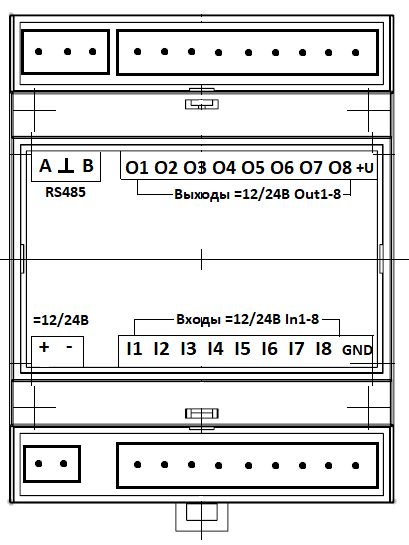 A ⊥ B O1 O2 O3 O4 O5 O6 O7 O8 +U
RS485 Выходы =12/24В Out1-8
=12/24В Входы =12/24В In1-8
+ - I1 I2 I3 I4 I5 I6 I7 I8 GND